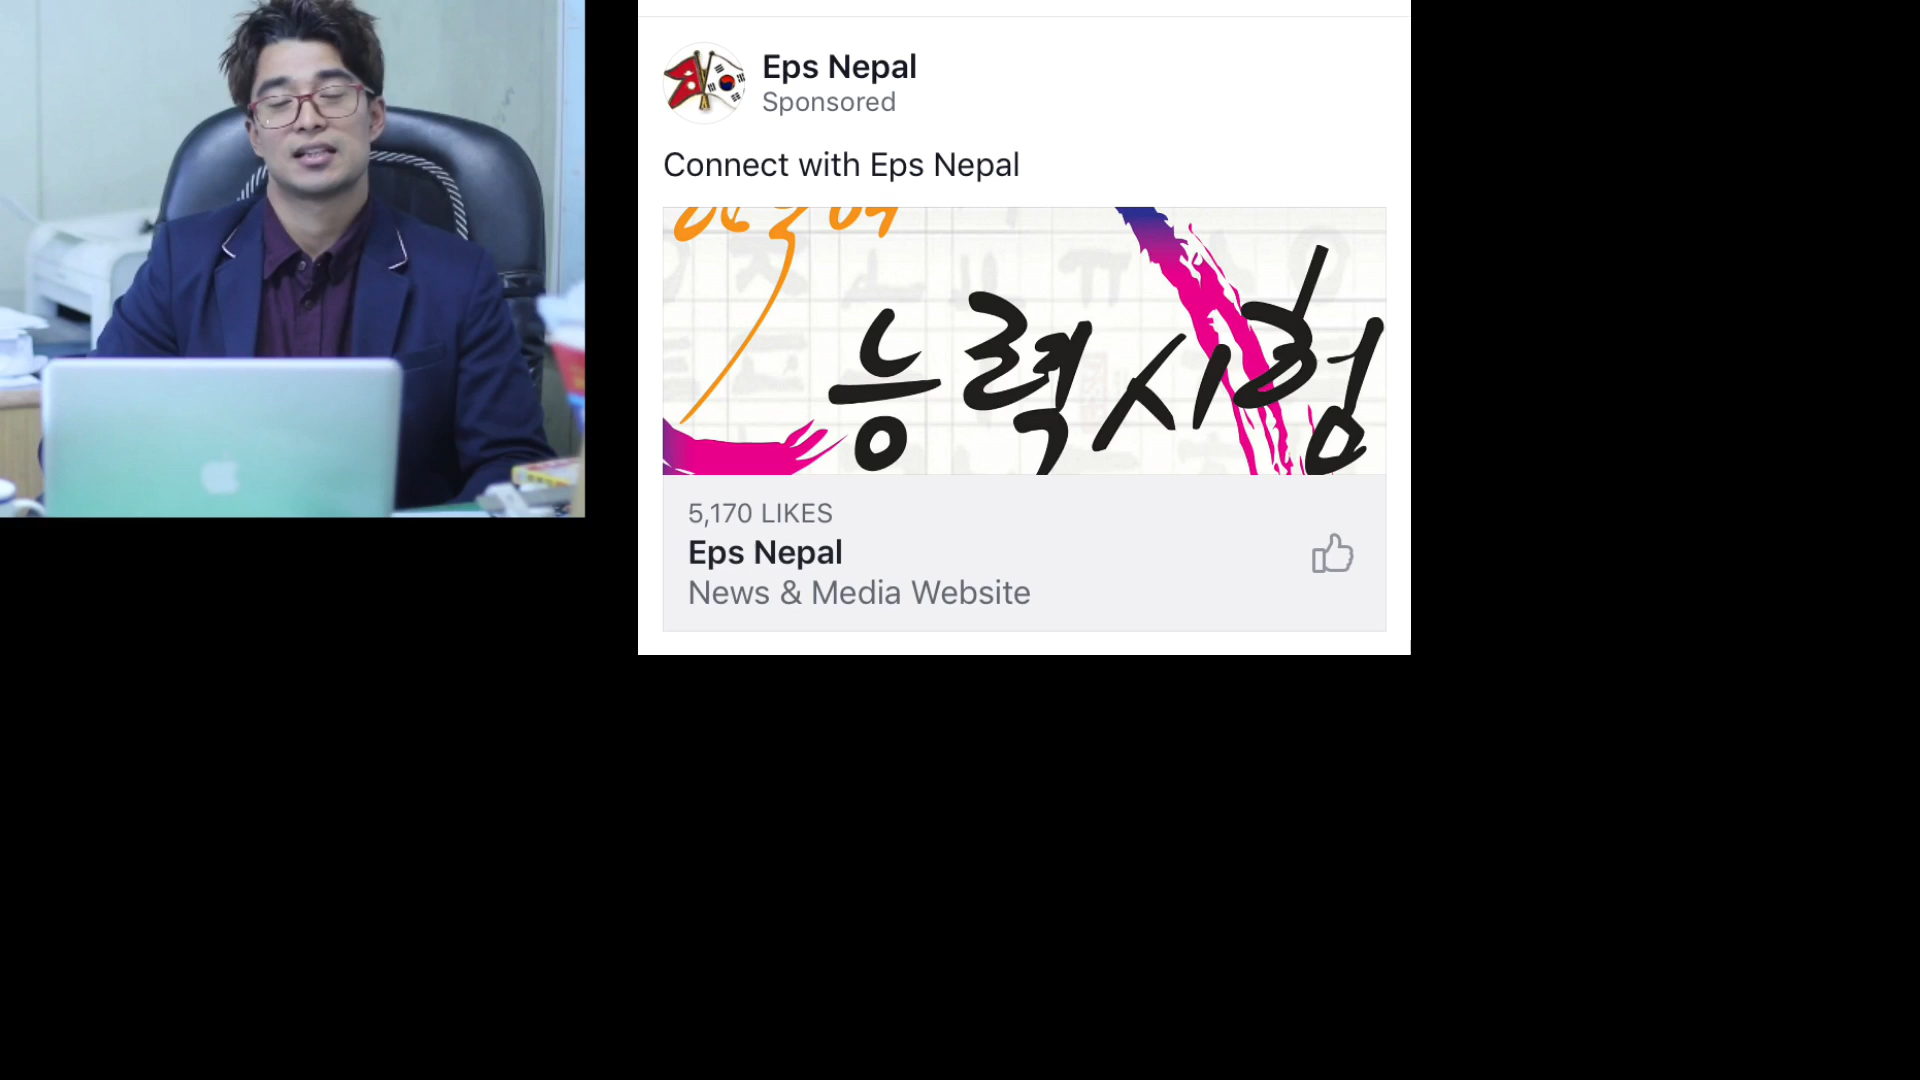 Eps Nepal
Sponsored
Connect with Eps Nepal
능력시험
5,170 LIKES
Eps Nepal
News & Media Website